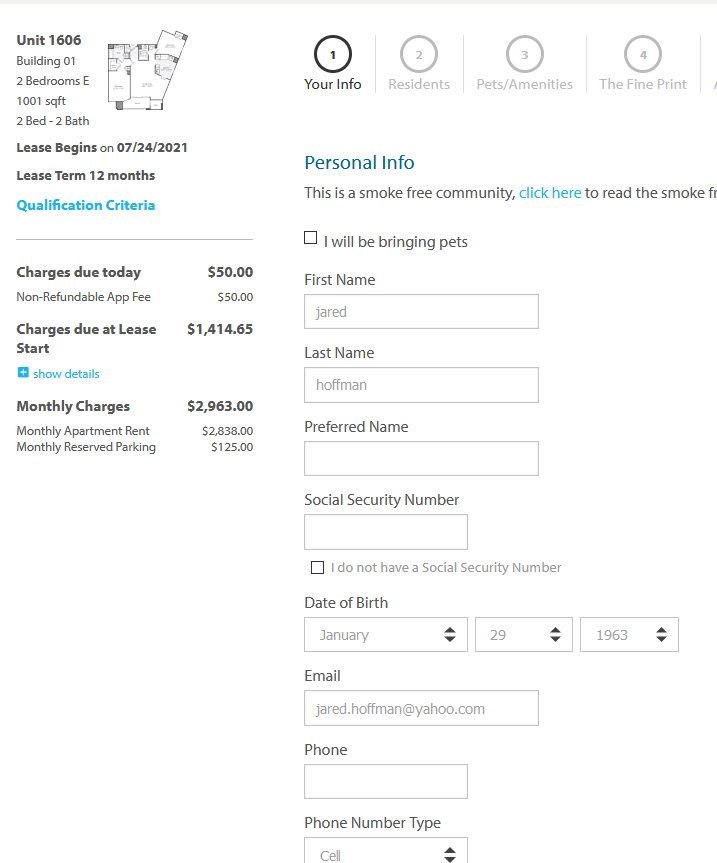 Unit 1606
Building 01
2 Bedrooms E
1001 sqft
2 Bed - 2 Bath
Lease Begins on 07/24/2021
Lease Term 12 months
Qualification Criteria
Charges due today $50.00
Non-Refundable App Fee $50.00
Charges due at Lease $1,414.65
Start
show details
Monthly Charges $2,963.00
Monthly Apartment Rent $2,838.00
Monthly Reserved Parking $125.00
1 2 3 4
Your Info Residents Pets/Amenities The Fine Print
Personal Info
This is a smoke free community, click here to read the smoke fr
I will be bringing pets
First Name
jared
Last Name
hoffman
Preferred Name
Social Security Number
I do not have a Social Security Number
Date of Birth
January 29 1963
Email
jared.hoffman@yahoo.com
Phone
Phone Number Type
Cell